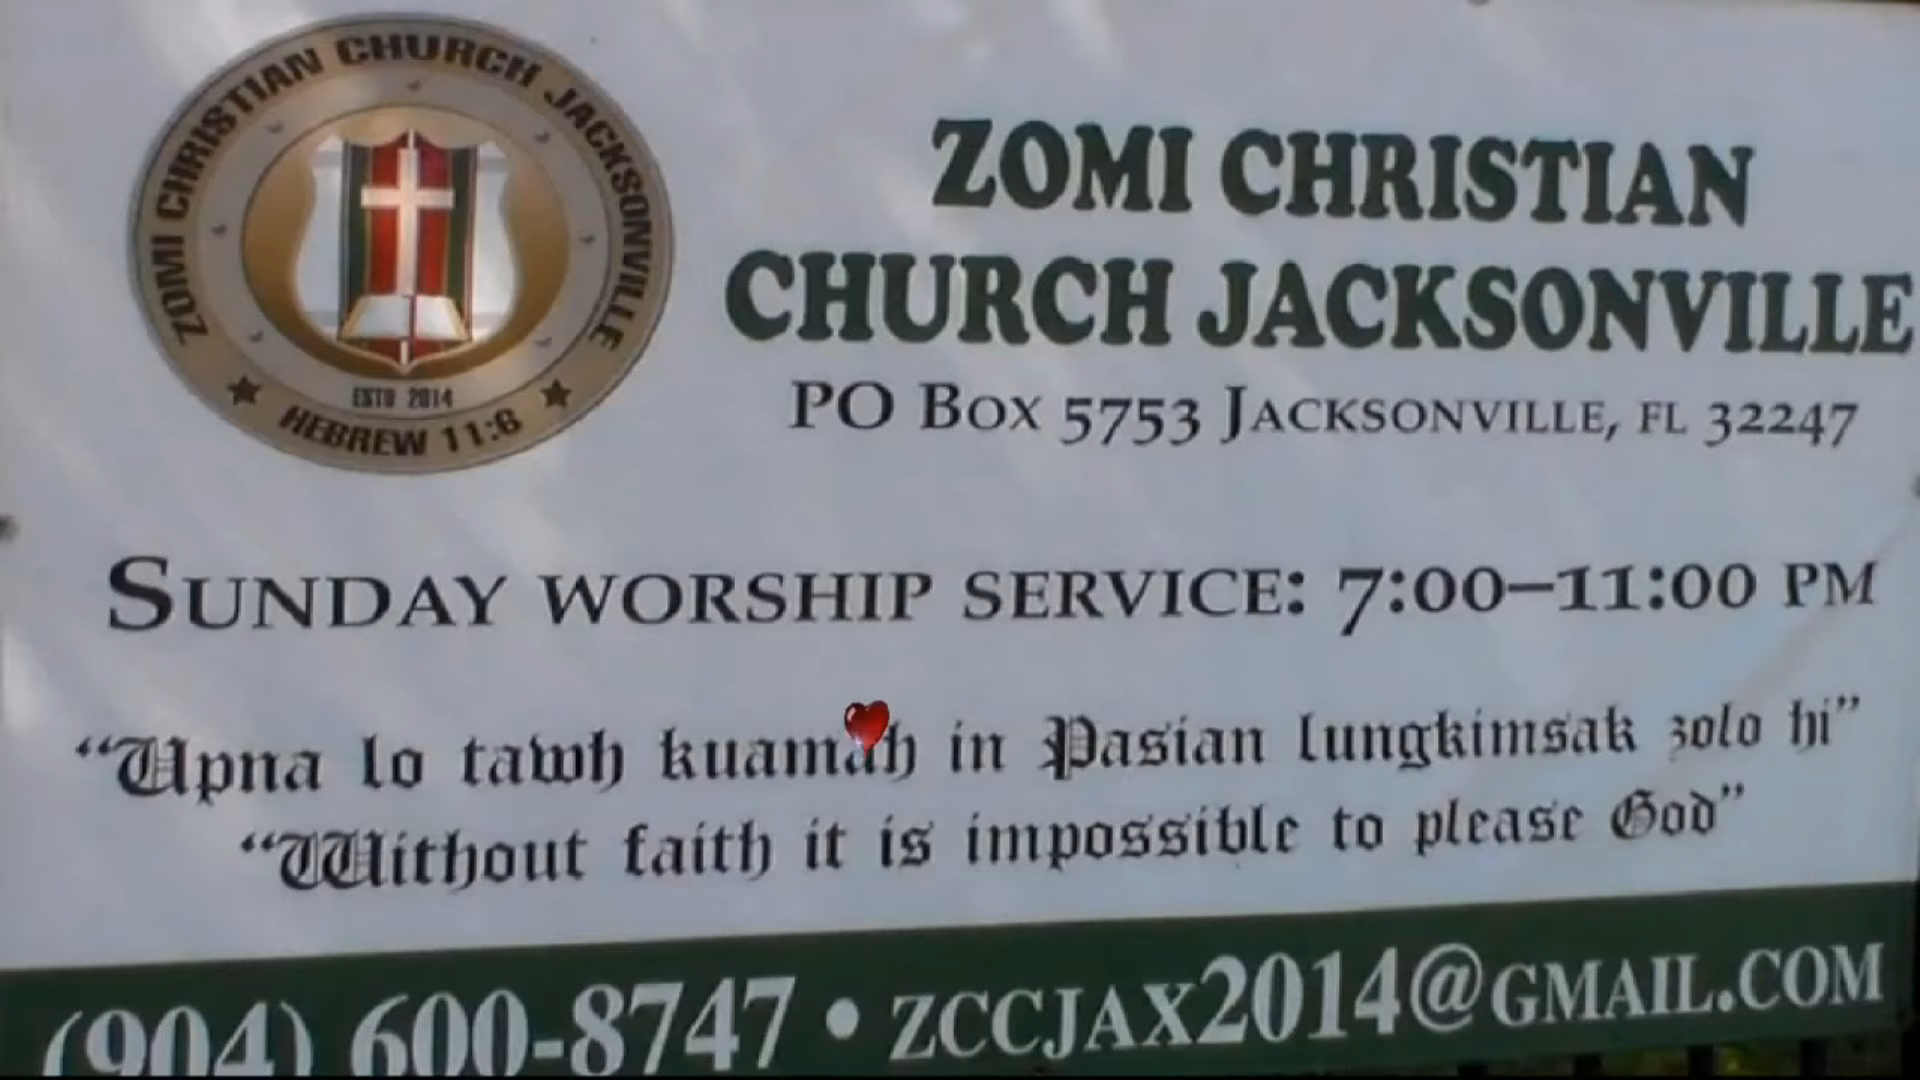 ZOMI CHRISTIAN CHURCH JACKSONVILLE
ESTD 2014
HEBREW 11:6
ZOMI CHRISTIAN
CHURCH JACKSONVILLE
PO BOX 5753 JACKSONVILLE, FL 32247
SUNDAY WORSHIP SERVICE: 7:00–11:00 PM
“Upna lo tawh kuamah in Pasian lungkimsak zolo hi”
“Without faith it is impossible to please God”
(904) 600-8747 • ZCCJAX2014@GMAIL.COM